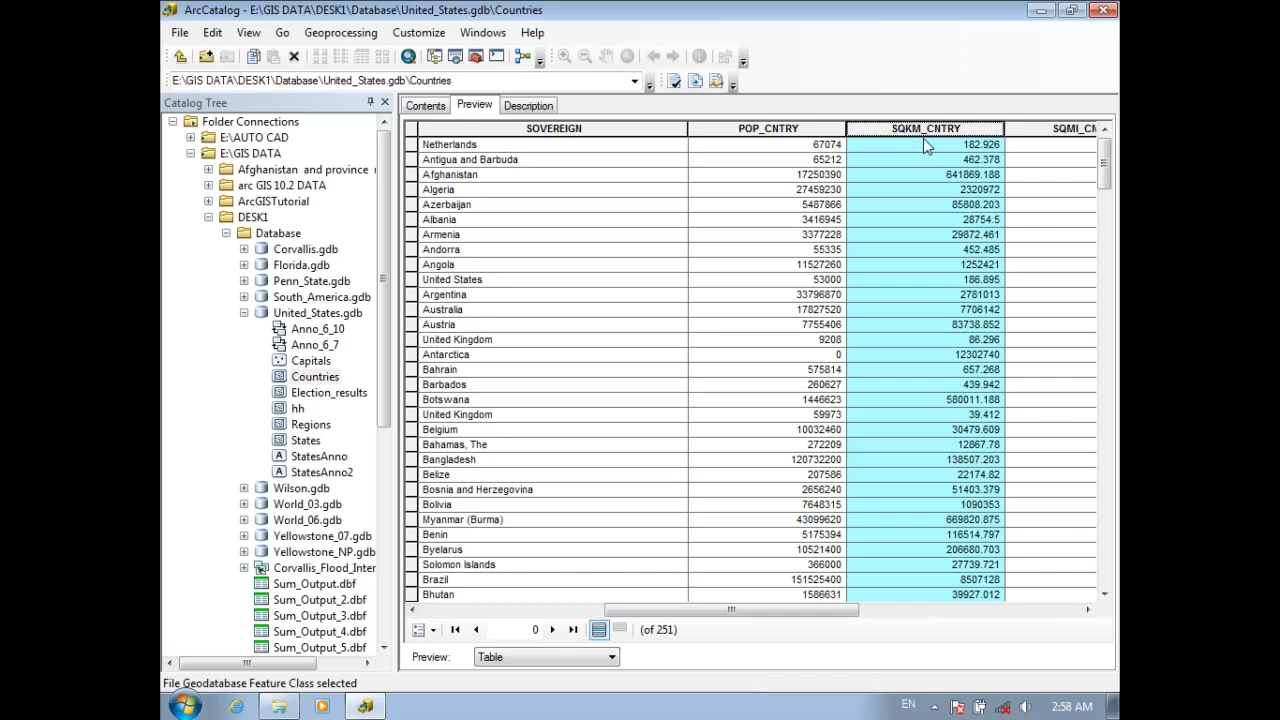 ArcCatalog - E:\GIS DATA\DESK1\Database\United_States.gdb\Countries
File Edit View Go Geoprocessing Customize Windows Help
E:\GIS DATA\DESK1\Database\United_States.gdb\Countries
Catalog Tree
Folder Connections
E:\AUTO CAD
E:\GIS DATA
Afghanistan and province
arc GIS 10.2 DATA
ArcGISTutorial
DESK1
Database
Corvallis.gdb
Florida.gdb
Penn_State.gdb
South_America.gdb
United_States.gdb
Anno_6_10
Anno_6_7
Capitals
Countries
Election_results
hh
Regions
States
StatesAnno
StatesAnno2
Wilson.gdb
World_03.gdb
World_06.gdb
Yellowstone_07.gdb
Yellowstone_NP.gdb
Corvallis_Flood_Inter
Sum_Output.dbf
Sum_Output_2.dbf
Sum_Output_3.dbf
Sum_Output_4.dbf
Sum_Output_5.dbf
Contents Preview Description
SOVEREIGN POP_CNTRY SQKM_CNTRY SQMI_CN
Netherlands 67074 182.926
Antigua and Barbuda 65212 462.378
Afghanistan 17250390 641869.188
Algeria 27459230 2320972
Azerbaijan 5487866 85808.203
Albania 3416945 28754.5
Armenia 3377228 29872.461
Andorra 55335 452.485
Angola 11527260 1252421
United States 53000 186.895
Argentina 33796870 2781013
Australia 17827520 7706142
Austria 7755406 83738.852
United Kingdom 9208 86.296
Antarctica 0 12302740
Bahrain 575814 657.268
Barbados 260627 439.942
Botswana 1446623 580011.188
United Kingdom 59973 39.412
Belgium 10032460 30479.609
Bahamas, The 272209 12867.78
Bangladesh 120732200 138507.203
Belize 207586 22174.82
Bosnia and Herzegovina 2656240 51403.379
Bolivia 7648315 1090353
Myanmar (Burma) 43099620 669820.875
Benin 5175394 116514.797
Byelarus 10521400 206680.703
Solomon Islands 366000 27739.721
Brazil 151525400 8507128
Bhutan 1586631 39927.012
0 (of 251)
Preview: Table
File Geodatabase Feature Class selected
EN 2:58 AM